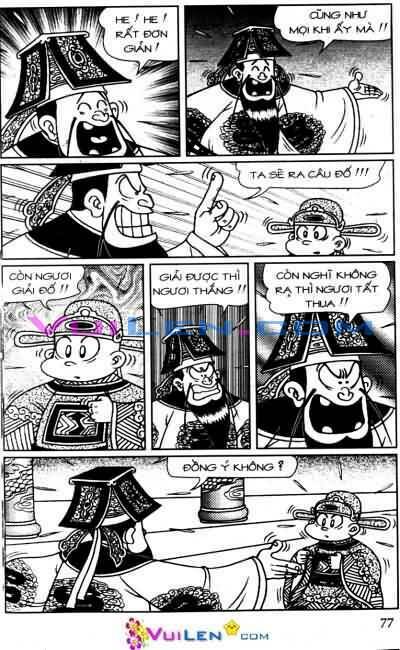 HE! HE!
RẤT ĐƠN
GIẢN!
CŨNG NHƯ
MỌI KHI ẤY MÀ!!
TA SẼ RA CÂU ĐỐ!!!
CÒN NGƯƠI
GIẢI ĐỐ!!
GIẢI ĐƯỢC THÌ
NGƯƠI THẮNG!!
CÒN NGHĨ KHÔNG
RA THÌ NGƯƠI TẤT
THUA!!
VUILEN.COM
ĐỒNG Ý KHÔNG?
77
VUILEN.COM